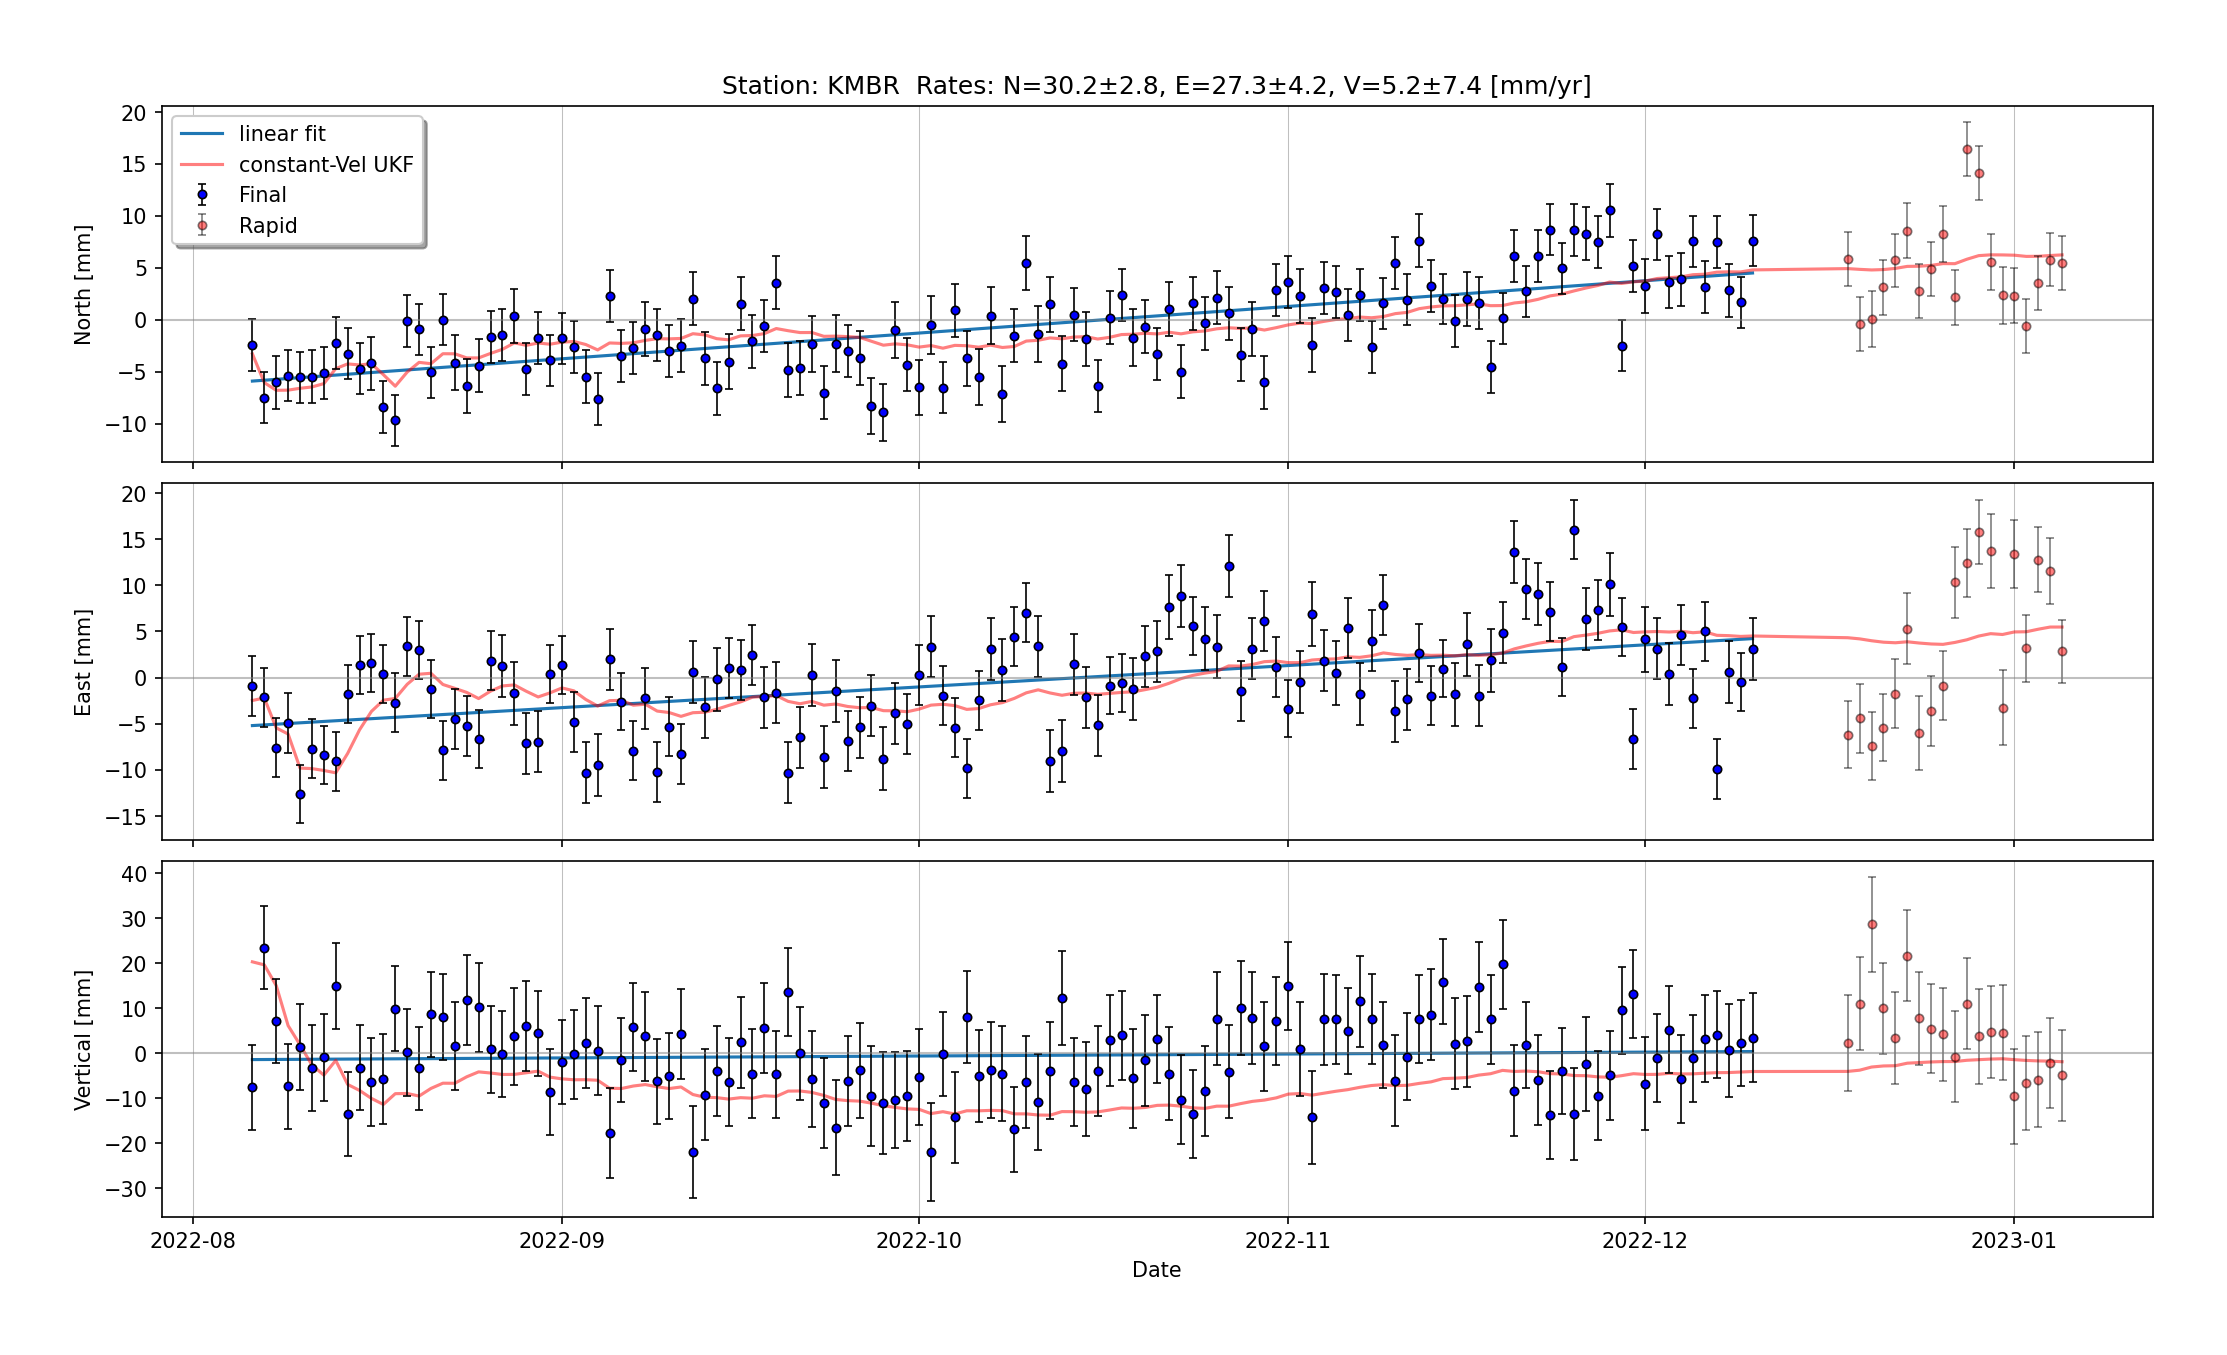 Station: KMBR  Rates: N=30.2±2.8, E=27.3±4.2, V=5.2±7.4 [mm/yr]
20
15
10
5
0
−5
−10
North [mm]
linear fit
constant-Vel UKF
Final
Rapid
20
15
10
5
0
−5
−10
−15
East [mm]
40
30
20
10
0
−10
−20
−30
Vertical [mm]
2022-08 2022-09 2022-10 2022-11 2022-12 2023-01
Date